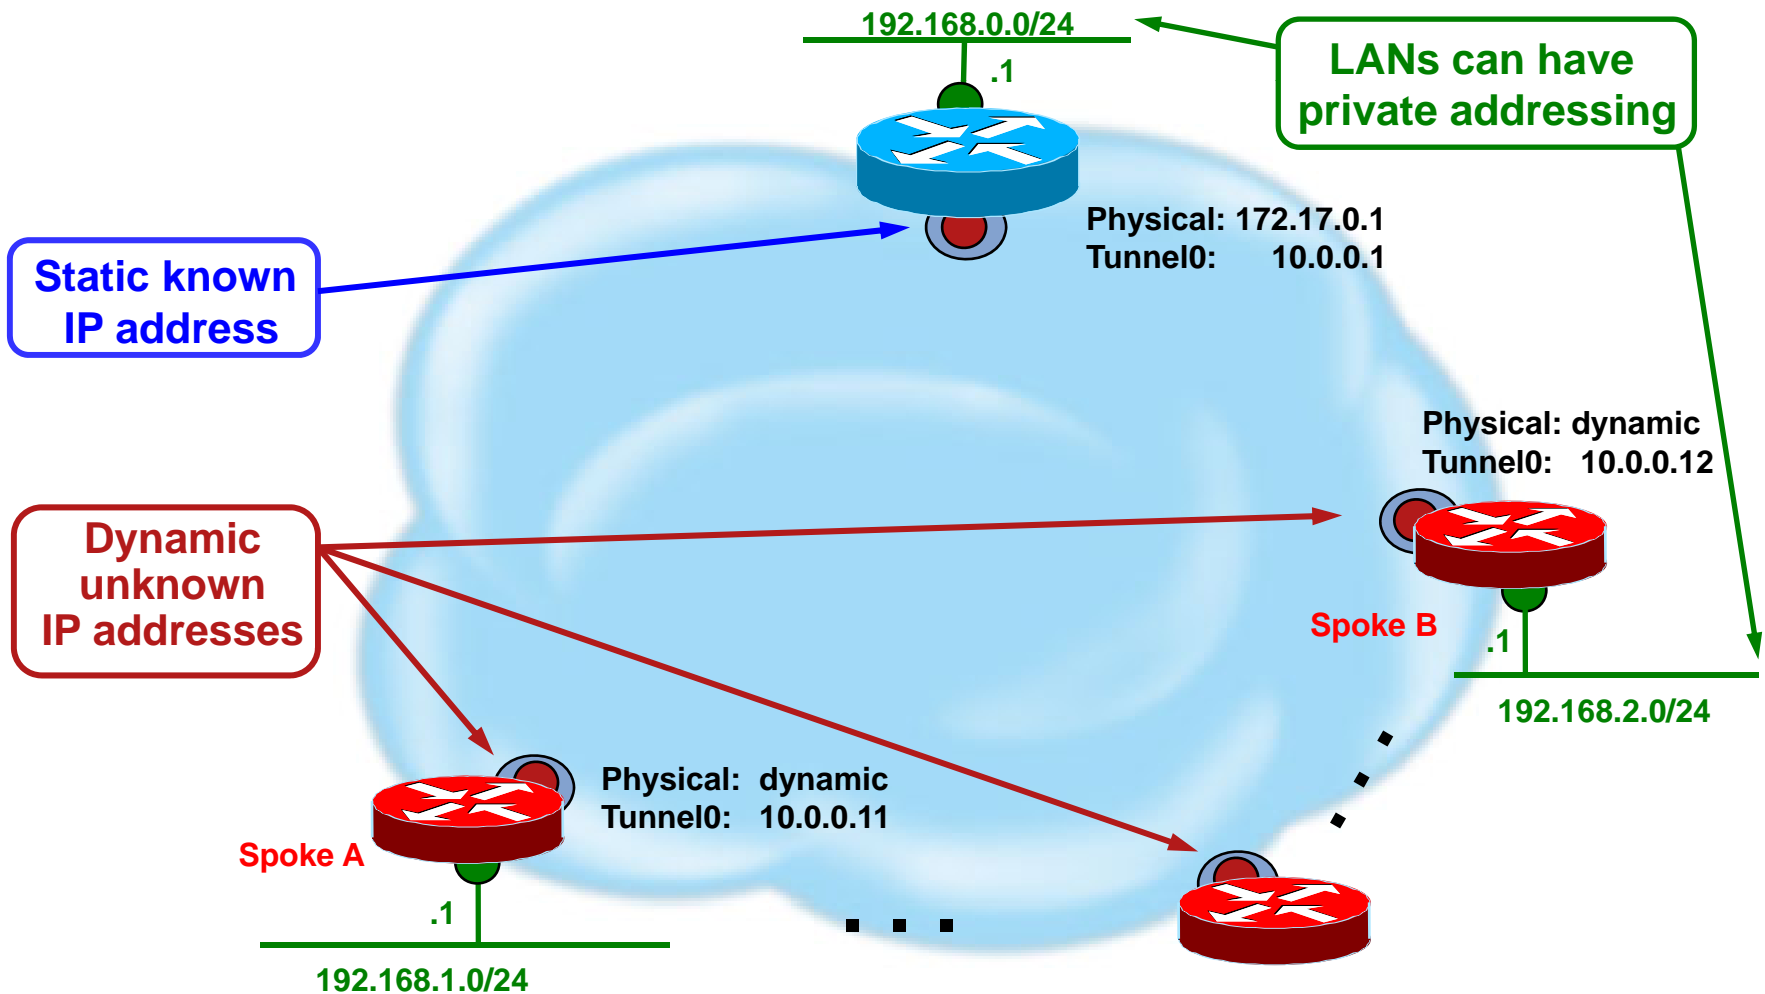 192.168.0.0/24
.1
LANs can have
private addressing
Physical: 172.17.0.1
Tunnel0: 10.0.0.1
Static known
IP address
Physical: dynamic
Tunnel0: 10.0.0.12
Dynamic
unknown
IP addresses
Spoke B
.1
192.168.2.0/24
Physical: dynamic
Tunnel0: 10.0.0.11
Spoke A
.1
192.168.1.0/24